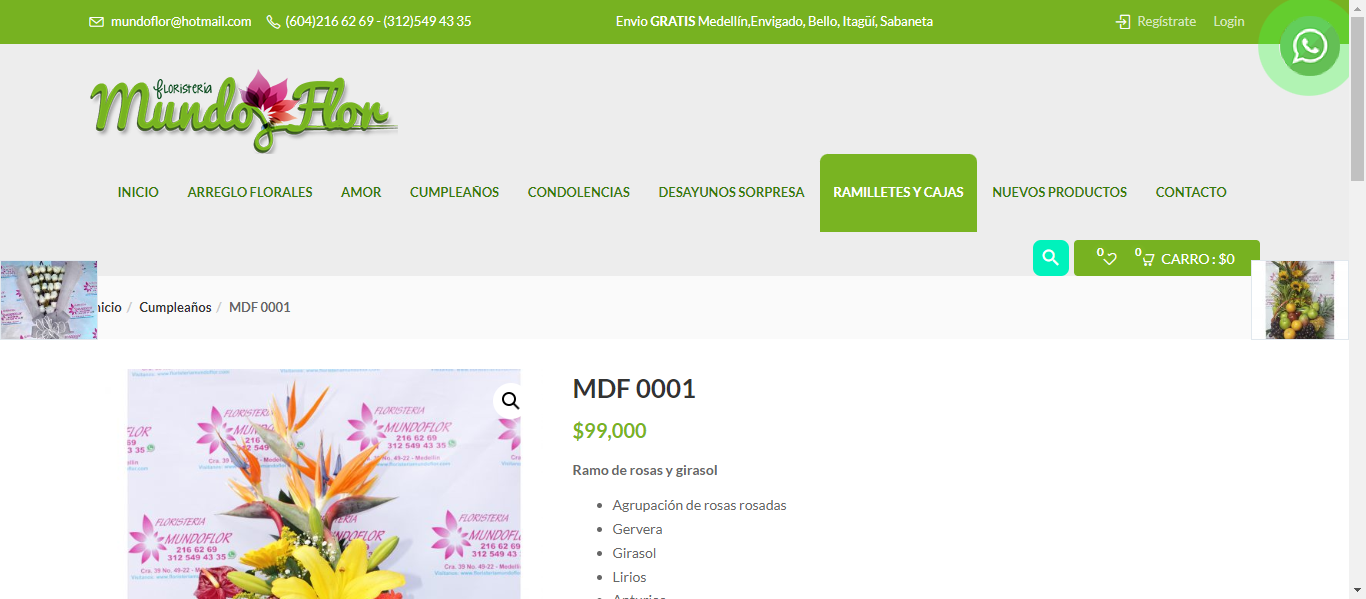 mundoflor@hotmail.com (604)216 62 69 - (312)549 43 35 Envio GRATIS Medellín,Envigado, Bello, Itagüí, Sabaneta Regístrate Login
floristeria
Mundo Flor
INICIO ARREGLO FLORALES AMOR CUMPLEAÑOS CONDOLENCIAS DESAYUNOS SORPRESA RAMILLETES Y CAJAS NUEVOS PRODUCTOS CONTACTO
0 0 CARRO : $0
nicio / Cumpleaños / MDF 0001
MDF 0001
$99,000
Ramo de rosas y girasol
Agrupación de rosas rosadas
Gervera
Girasol
Lirios
FLORISTERIA
MUNDOFLOR
216 62 69
312 549 43 35
Cra. 39 No. 49-22 - Medellín